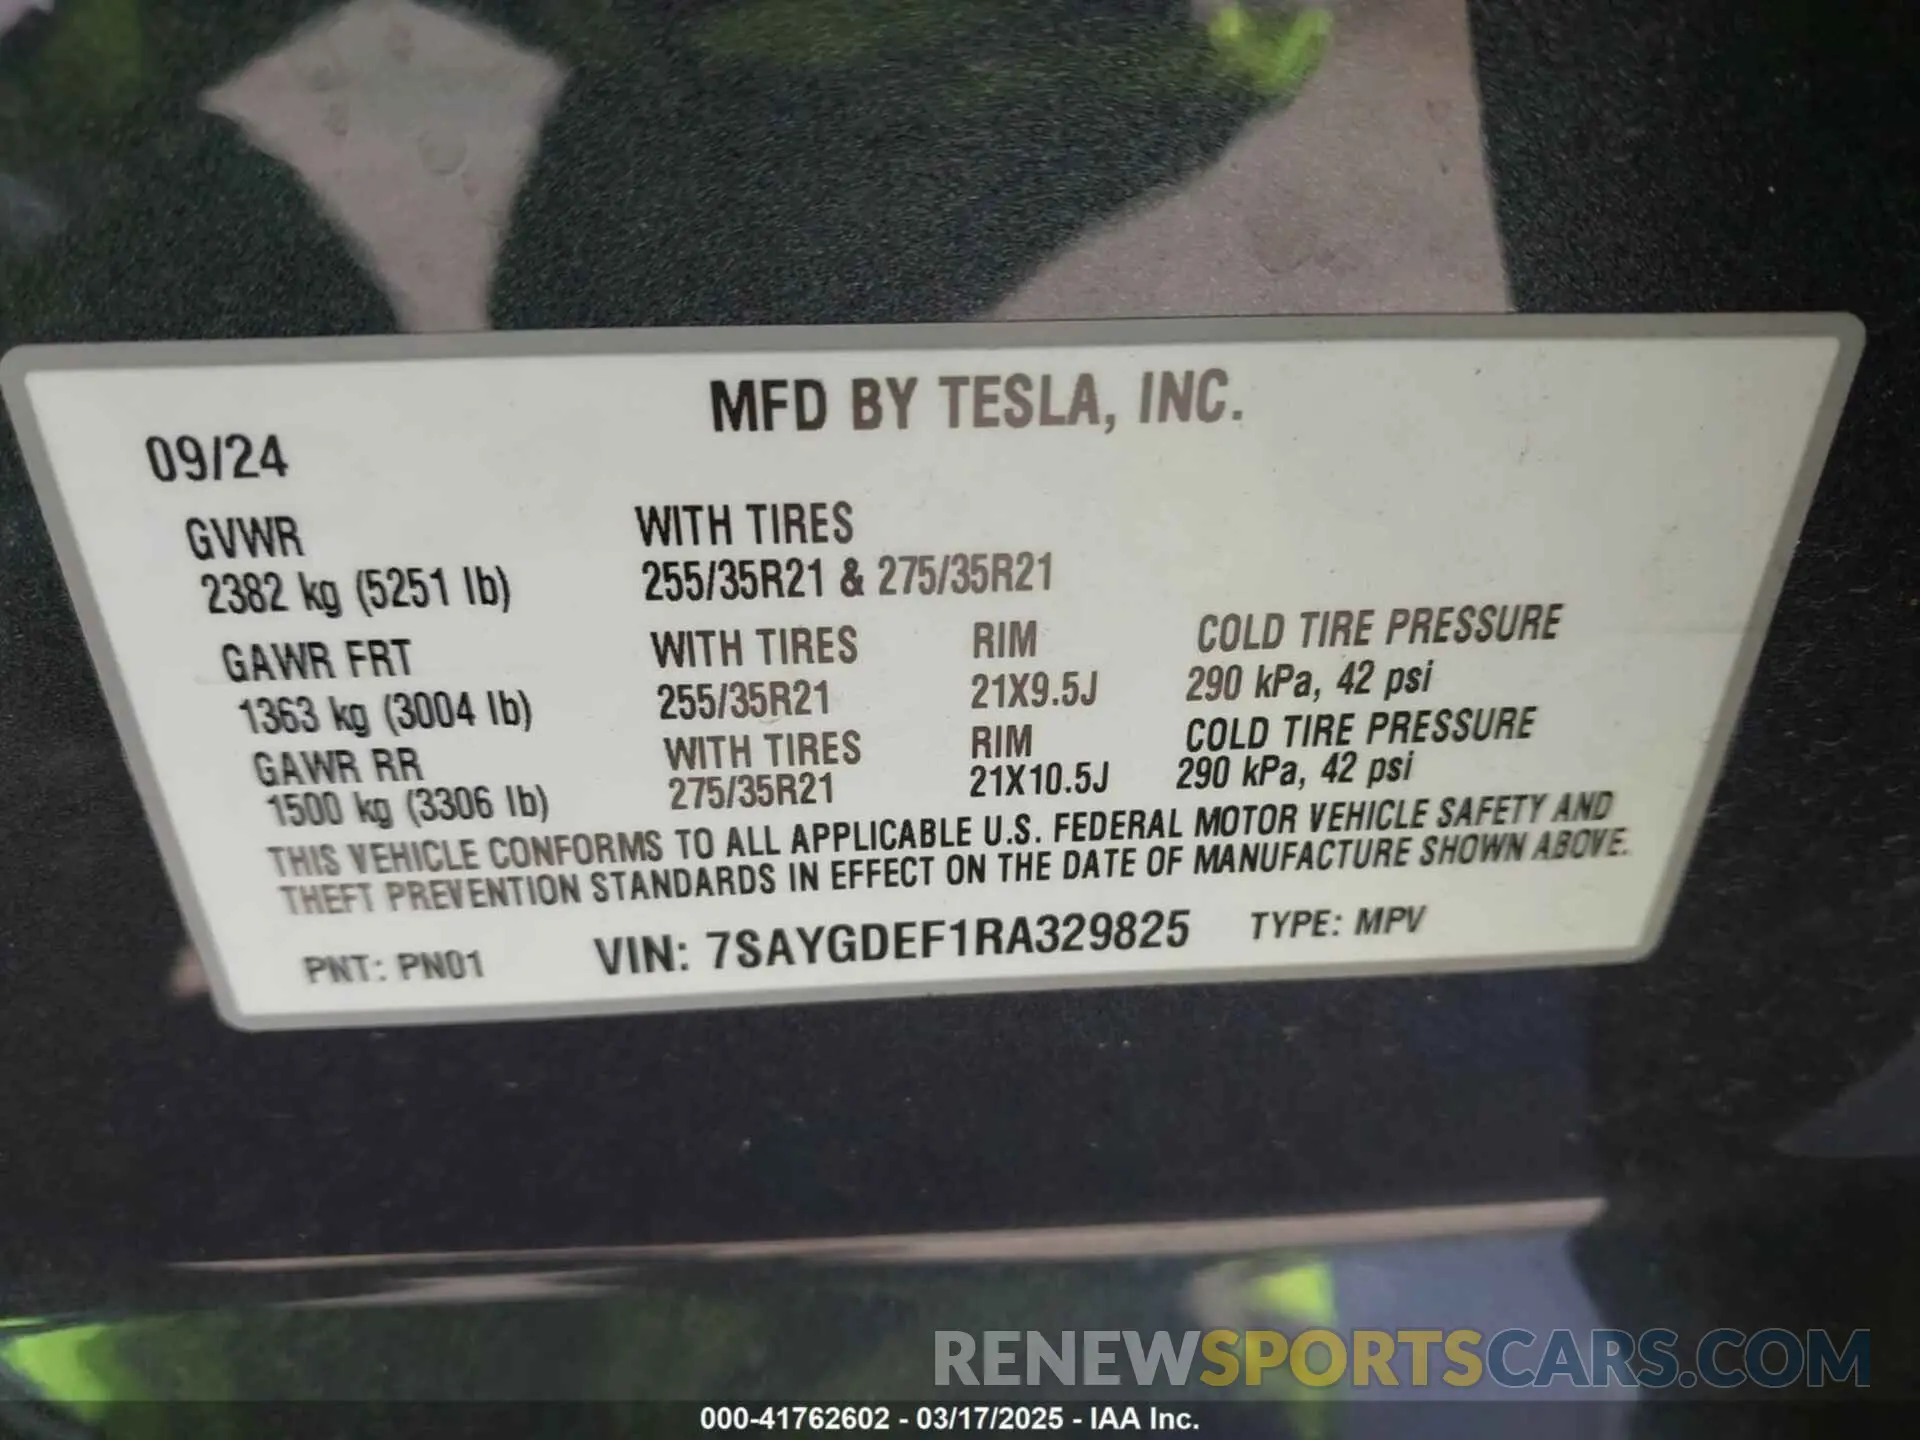 MFD BY TESLA, INC.
09/24
GVWR WITH TIRES
2382 kg (5251 lb) 255/35R21 & 275/35R21
GAWR FRT WITH TIRES RIM COLD TIRE PRESSURE
1363 kg (3004 lb) 255/35R21 21X9.5J 290 kPa, 42 psi
GAWR RR WITH TIRES RIM COLD TIRE PRESSURE
1500 kg (3306 lb) 275/35R21 21X10.5J 290 kPa, 42 psi
THIS VEHICLE CONFORMS TO ALL APPLICABLE U.S. FEDERAL MOTOR VEHICLE SAFETY AND
THEFT PREVENTION STANDARDS IN EFFECT ON THE DATE OF MANUFACTURE SHOWN ABOVE.
PNT: PN01 VIN: 7SAYGDEF1RA329825 TYPE: MPV
RENEWSPORTSCARS.COM
000-41762602 - 03/17/2025 - IAA Inc.